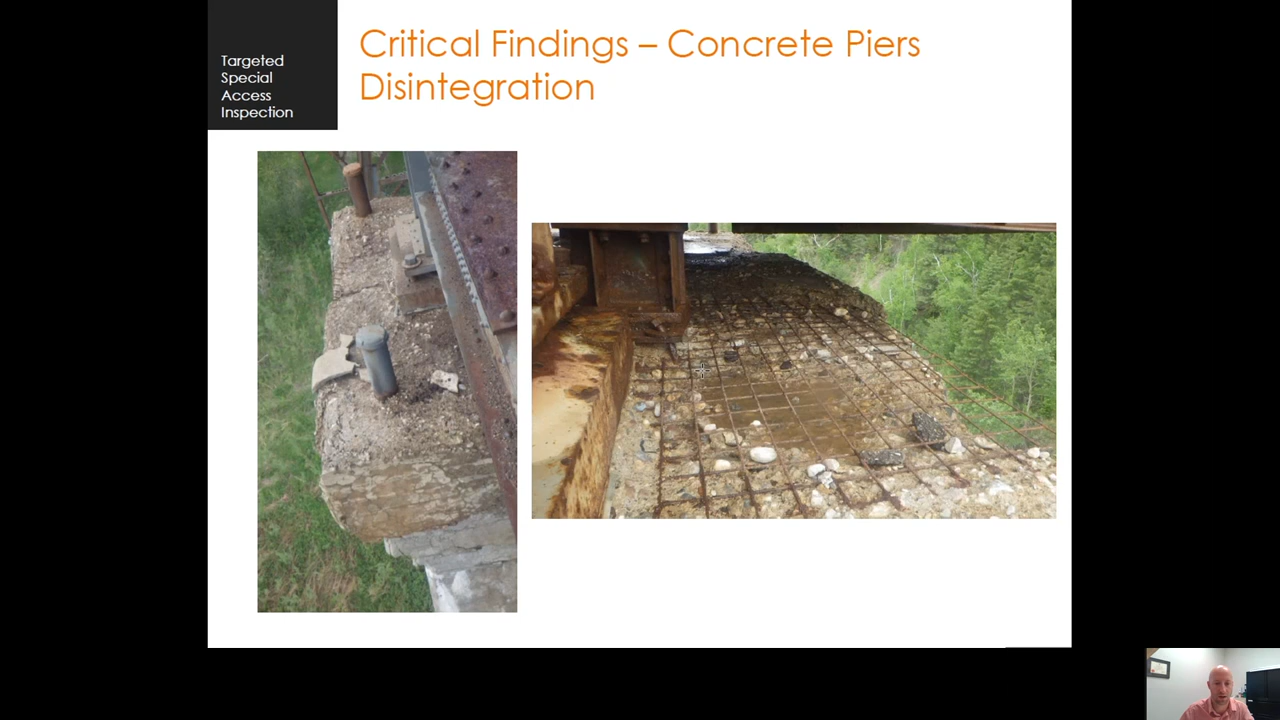 Targeted
Special
Access
Inspection
Critical Findings – Concrete Piers
Disintegration